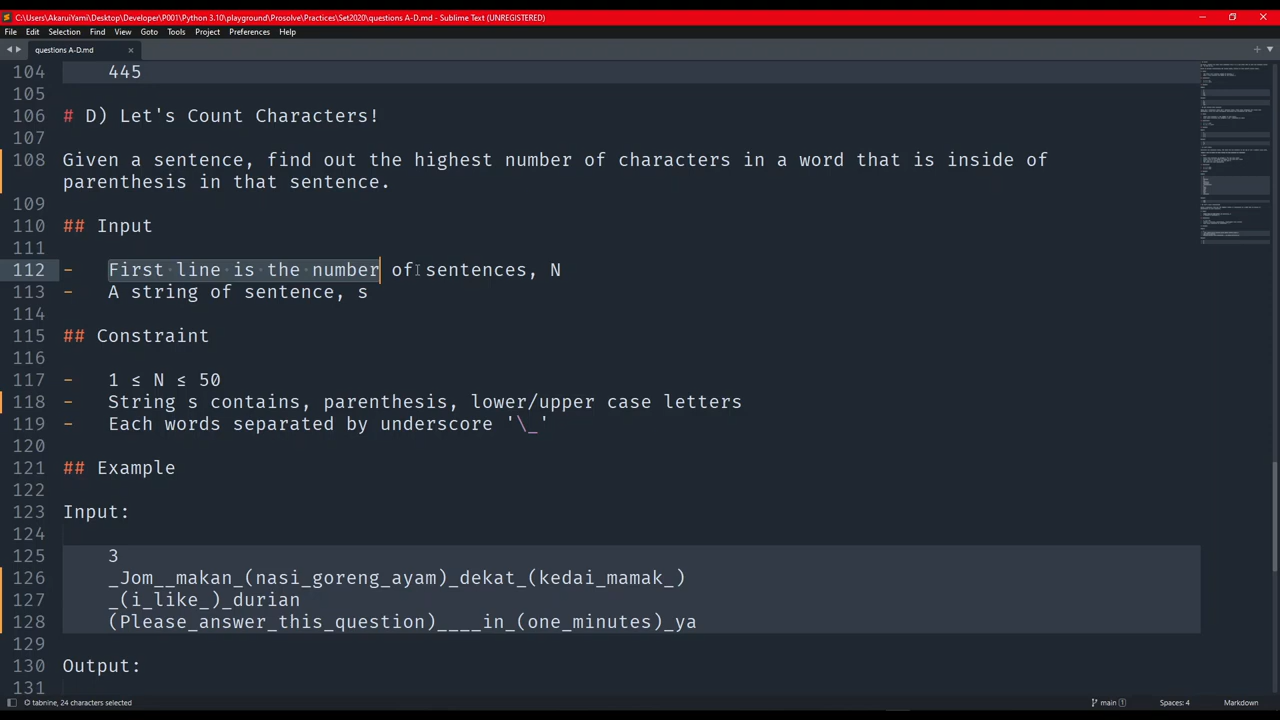 C:\Users\AkaruiYami\Desktop\Developer\P001\Python 3.10\playground\Prosolve\Practices\Set2020\questions A-D.md - Sublime Text (UNREGISTERED)
File Edit Selection Find View Goto Tools Project Preferences Help
questions A-D.md
104 445
105
106 # D) Let's Count Characters!
107
108 Given a sentence, find out the highest number of characters in a word that is inside of
parenthesis in that sentence.
109
110 ## Input
111
112 - First line is the number of sentences, N
113 - A string of sentence, s
114
115 ## Constraint
116
117 - 1 ≤ N ≤ 50
118 - String s contains, parenthesis, lower/upper case letters
119 - Each words separated by underscore '\_'
120
121 ## Example
122
123 Input:
124
125 3
126 _Jom__makan_(nasi_goreng_ayam)_dekat_(kedai_mamak_)
127 _(i_like_)_durian
128 (Please_answer_this_question)____in_(one_minutes)_ya
129
130 Output:
131
tabnine, 24 characters selected
main 1 Spaces: 4 Markdown